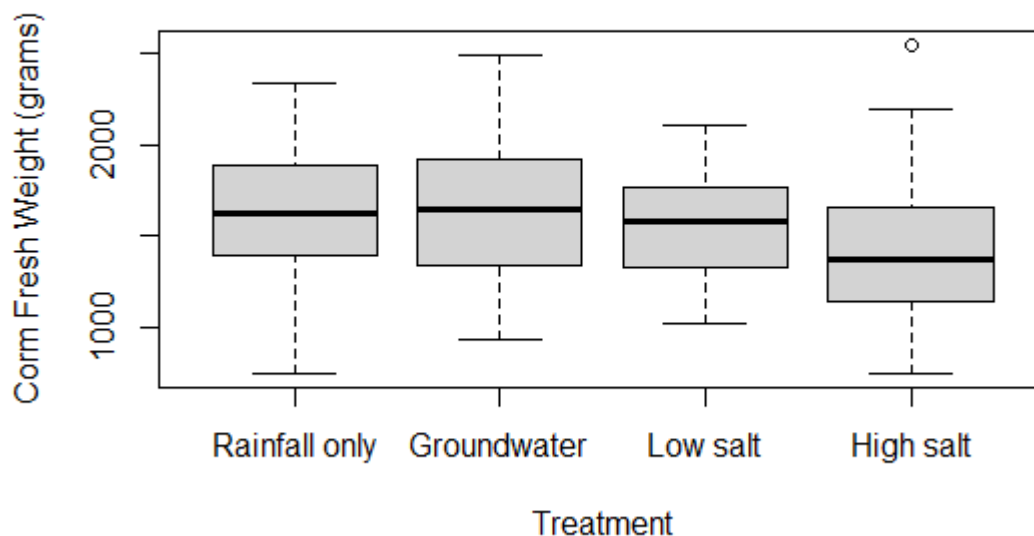 Corm Fresh Weight (grams)
2000
1000
Rainfall only
Groundwater
Low salt
High salt
Treatment